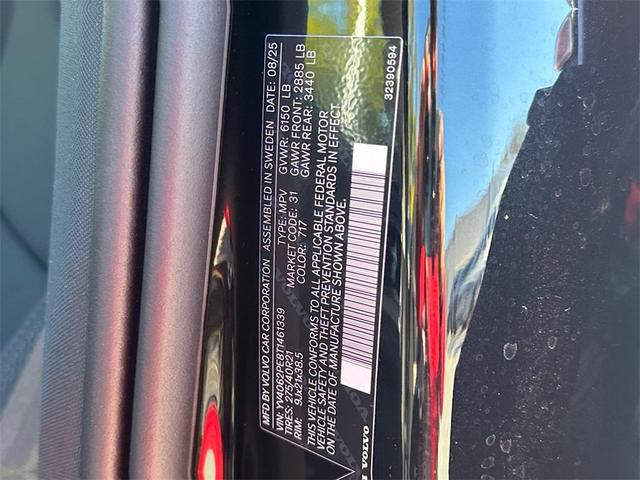 MFD BY VOLVO CAR CORPORATION ASSEMBLED IN SWEDEN DATE: 08/25
VIN: YV4062PE8T1461339 TYPE: MPV GVWR: 6150 LB
TIRES: 275/40R21 MARKET CODE: 31 GAWR FRONT: 2885 LB
RIM: 9Jx21x38.5 COLOR: 717 GAWR REAR: 3440 LB
THIS VEHICLE CONFORMS TO ALL APPLICABLE FEDERAL MOTOR
VEHICLE SAFETY AND THEFT PREVENTION STANDARDS IN EFFECT
ON THE DATE OF MANUFACTURE SHOWN ABOVE.
VOLVO
32390594